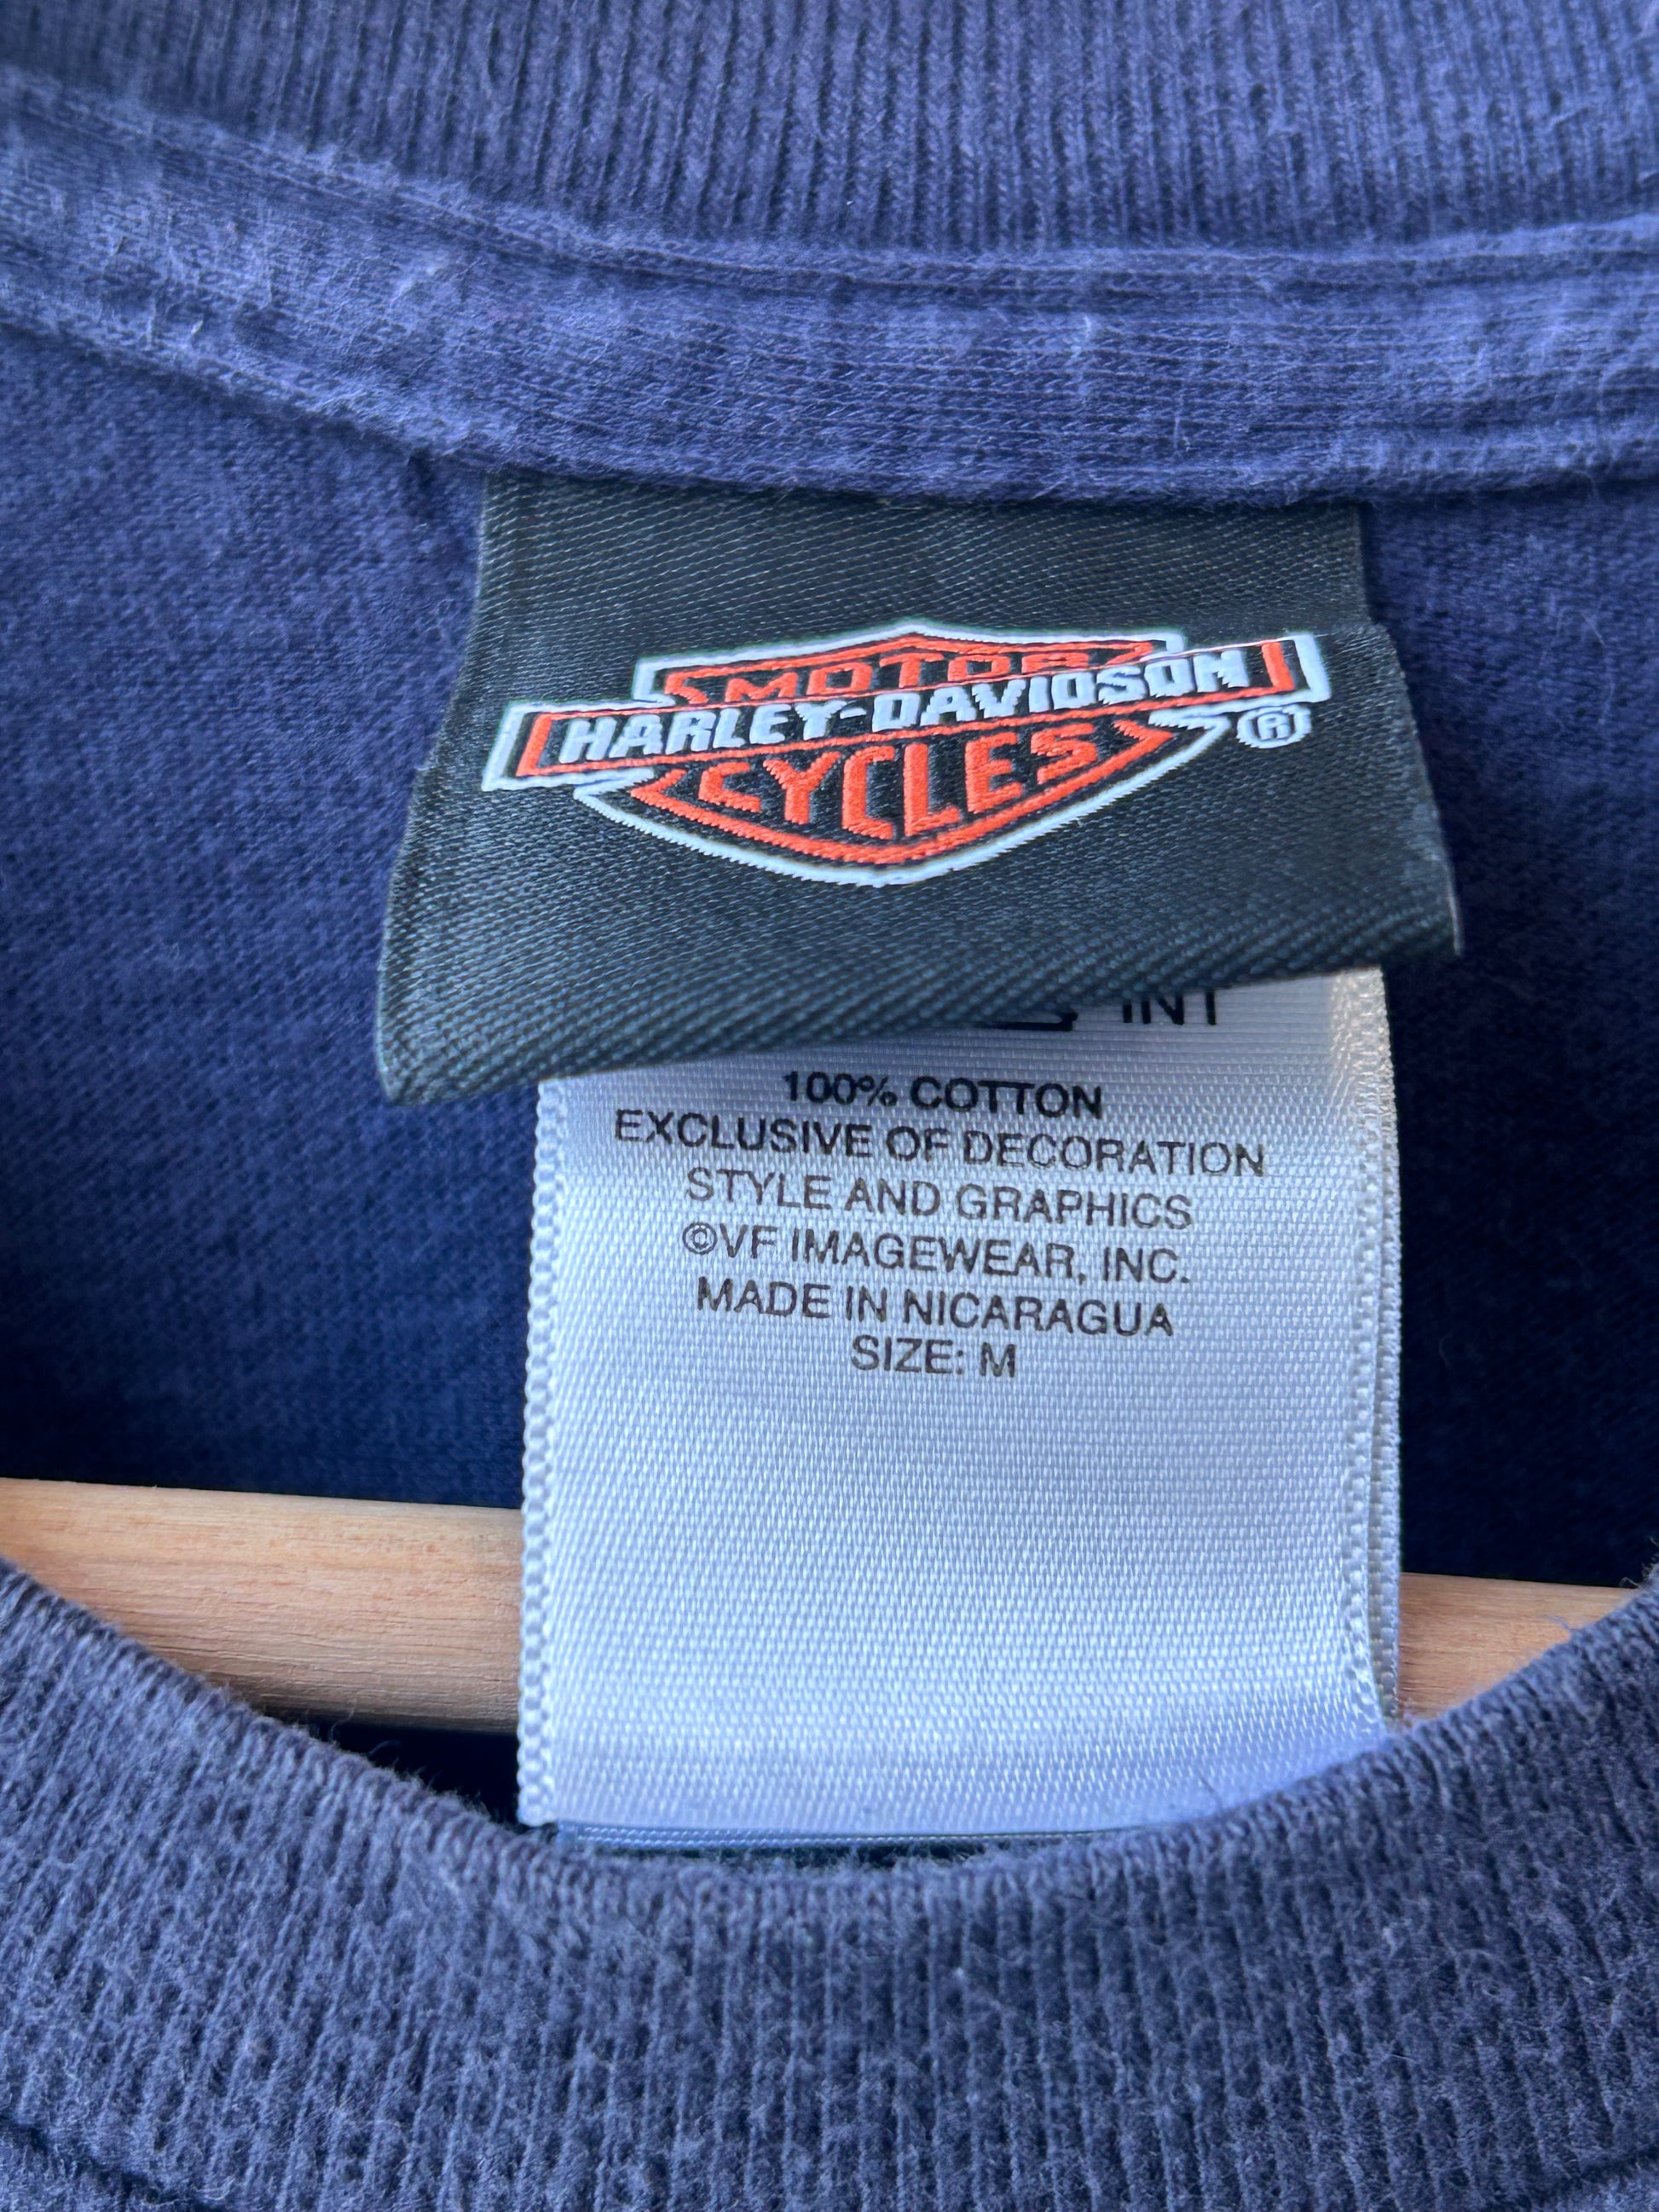 MOTOR
HARLEY-DAVIDSON
CYCLES
®
100% COTTON
EXCLUSIVE OF DECORATION
STYLE AND GRAPHICS
©VF IMAGEWEAR, INC.
MADE IN NICARAGUA
SIZE: M